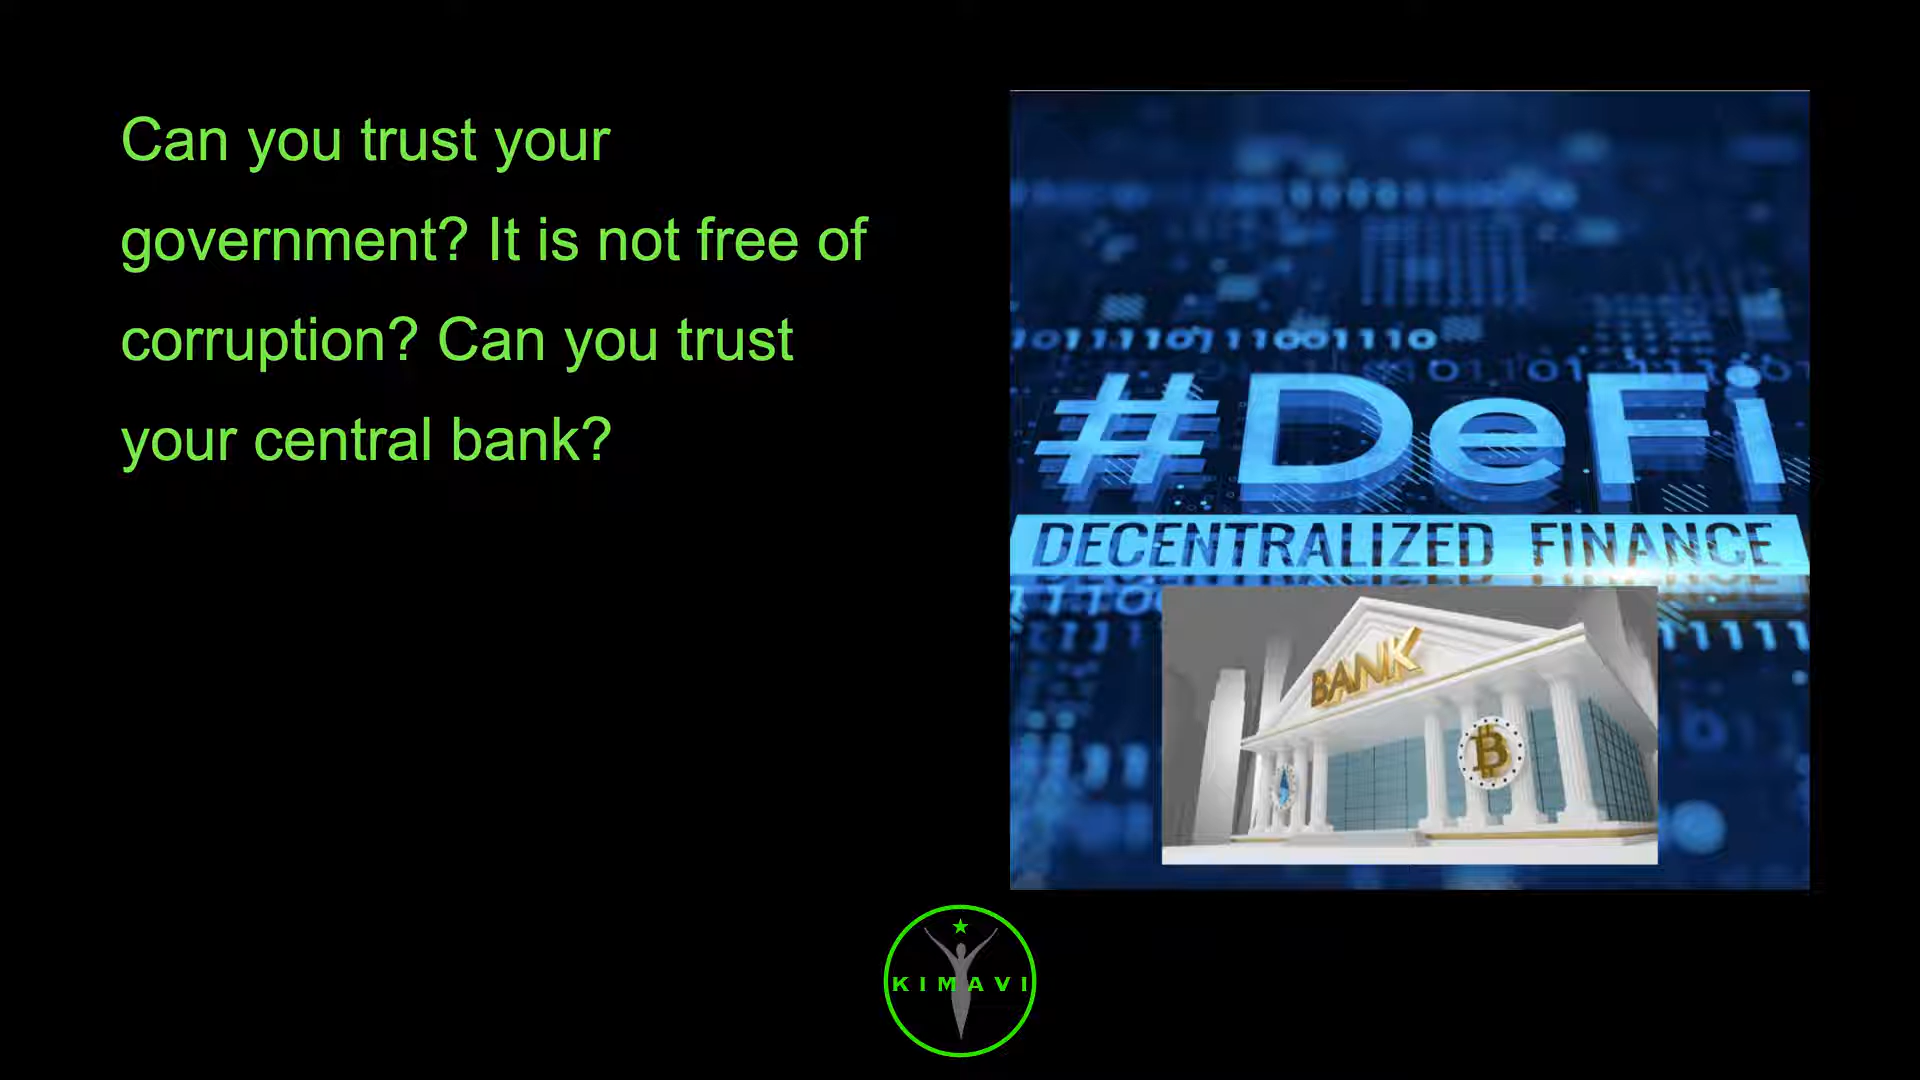 Can you trust your
government? It is not free of
corruption? Can you trust
your central bank?
#DeFi
DECENTRALIZED FINANCE
BANK
KIMAVI